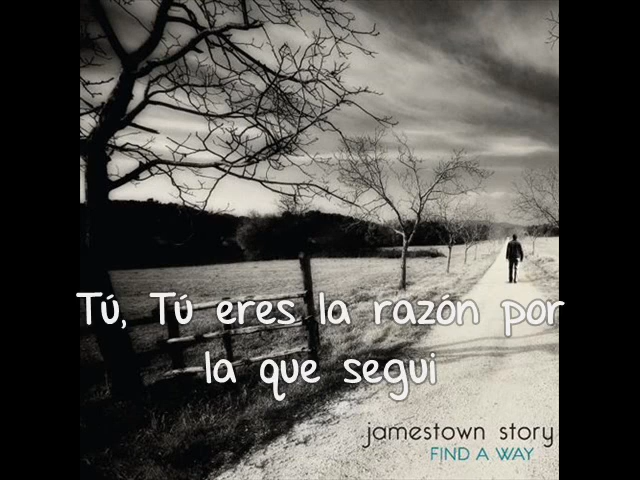 Tú, Tú eres la razón por
la que segui
jamestown story
FIND A WAY